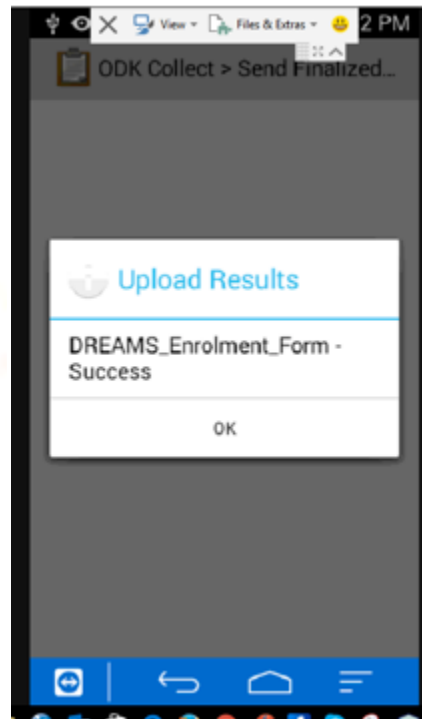 View Files & Extras 2 PM
ODK Collect > Send Finalized...
Upload Results
DREAMS_Enrolment_Form -
Success
OK